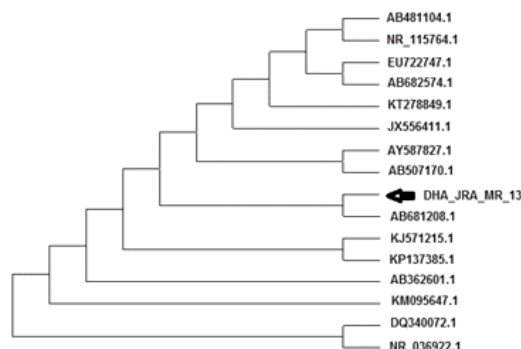 AB481104.1
NR_115764.1
EU722747.1
AB682574.1
KT278849.1
JX556411.1
AY587827.1
AB507170.1
DHA_JRA_MR_13
AB681208.1
KJ571215.1
KP137385.1
AB362601.1
KM095647.1
DQ340072.1
NR_036922.1